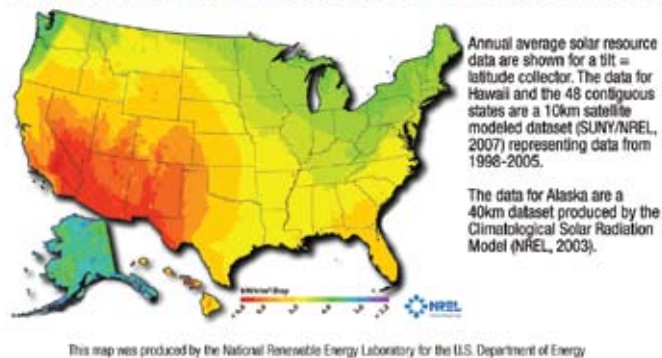 Annual average solar resource
data are shown for a tilt =
latitude collector. The data for
Hawaii and the 48 contiguous
states are a 10km satellite
modeled dataset (SUNY/NREL,
2007) representing data from
1998-2005.
The data for Alaska are a
40km dataset produced by the
Climatological Solar Radiation
Model (NREL, 2003).
kWh/m²/Day
NREL
This map was produced by the National Renewable Energy Laboratory for the U.S. Department of Energy